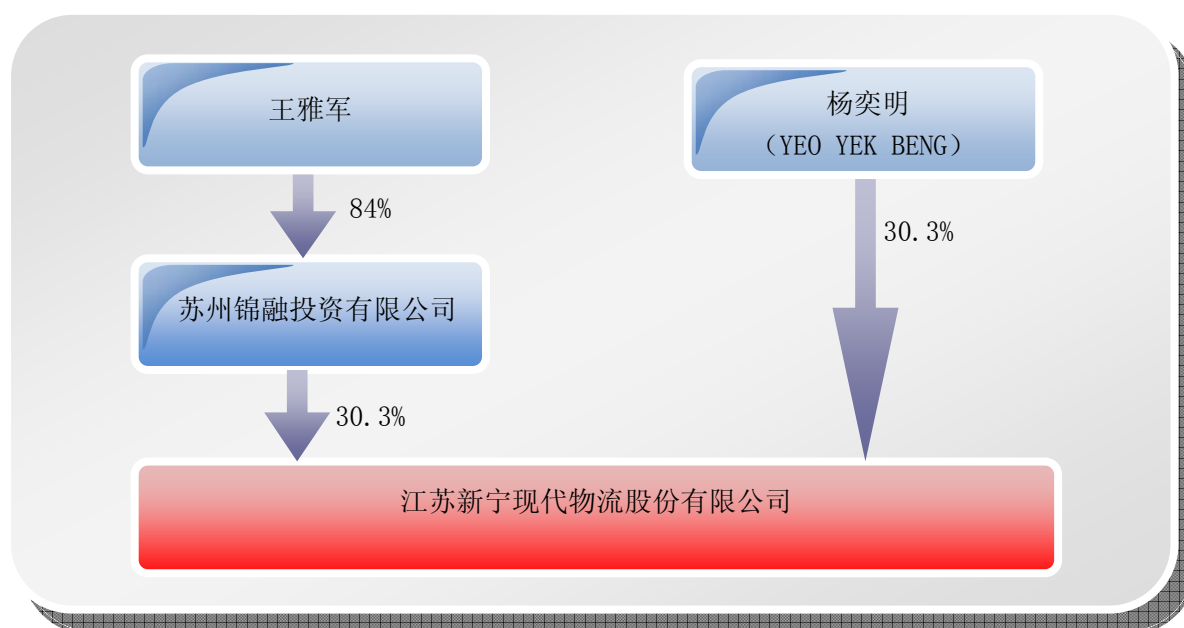 王雅军
杨奕明
（YEO YEK BENG）
84%
30.3%
苏州锦融投资有限公司
30.3%
江苏新宁现代物流股份有限公司